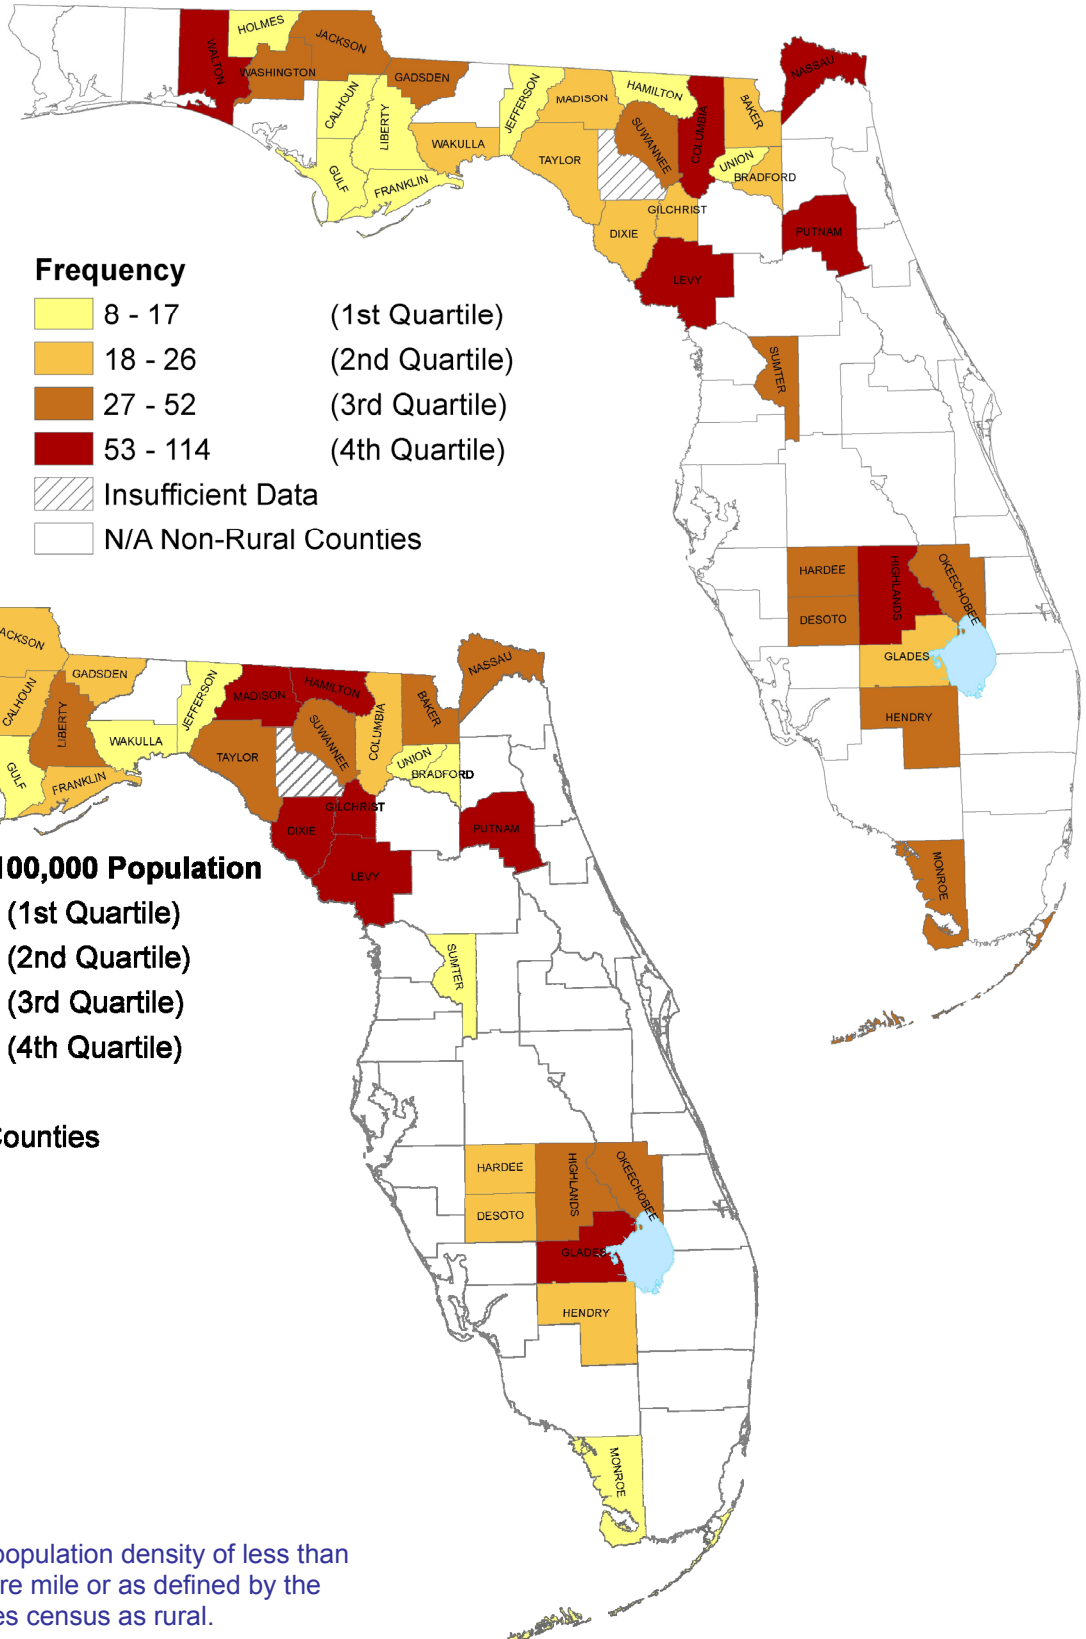 HOLMES
JACKSON
WALTON
WASHINGTON
GADSDEN
CALHOUN
LIBERTY
GULF
FRANKLIN
WAKULLA
JEFFERSON
MADISON
TAYLOR
HAMILTON
SUWANNEE
COLUMBIA
BAKER
NASSAU
UNION
BRADFORD
GILCHRIST
DIXIE
LEVY
PUTNAM
SUMTER
HARDEE
HIGHLANDS
OKEECHOBEE
DESOTO
GLADES
HENDRY
MONROE
Frequency
8 - 17 (1st Quartile)
18 - 26 (2nd Quartile)
27 - 52 (3rd Quartile)
53 - 114 (4th Quartile)
Insufficient Data
N/A Non-Rural Counties
ACKSON
GADSDEN
CALHOUN
LIBERTY
GULF
FRANKLIN
WAKULLA
JEFFERSON
MADISON
HAMILTON
TAYLOR
SUWANNEE
COLUMBIA
BAKER
NASSAU
UNION
BRADFORD
GILCHRIST
DIXIE
LEVY
PUTNAM
SUMTER
HARDEE
HIGHLANDS
OKEECHOBEE
DESOTO
GLADES
HENDRY
MONROE
100,000 Population
(1st Quartile)
(2nd Quartile)
(3rd Quartile)
(4th Quartile)
Counties
population density of less than
re mile or as defined by the
es census as rural.